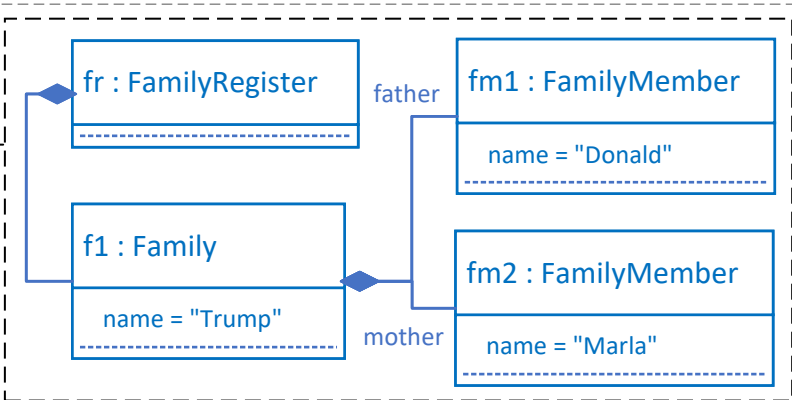 fr : FamilyRegister
father
fm1 : FamilyMember
name = "Donald"
f1 : Family
name = "Trump"
mother
fm2 : FamilyMember
name = "Marla"